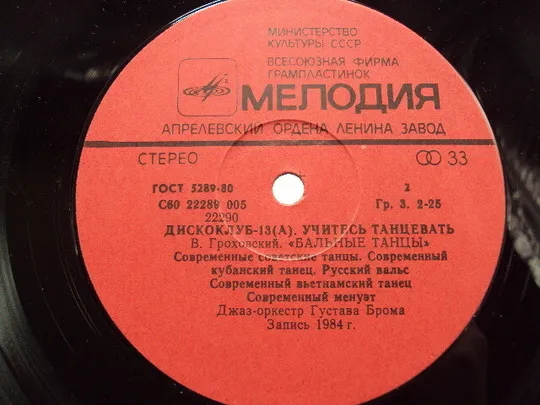 МИНИСТЕРСТВО
КУЛЬТУРЫ СССР
ВСЕСОЮЗНАЯ ФИРМА
ГРАМПЛАСТИНОК
МЕЛОДИЯ
АПРЕЛЕВСКИЙ ОРДЕНА ЛЕНИНА ЗАВОД
СТЕРЕО 33
ГОСТ 5289-80 2
С60 22289 005 Гр. 3. 2-25
22290
ДИСКОКЛУБ-13(А). УЧИТЕСЬ ТАНЦЕВАТЬ
В. Гроховский. «БАЛЬНЫЕ ТАНЦЫ»
Современные советские танцы. Современный
кубанский танец. Русский вальс
Современный вьетнамский танец
Современный менуэт
Джаз-оркестр Густава Брома
Запись 1984 г.